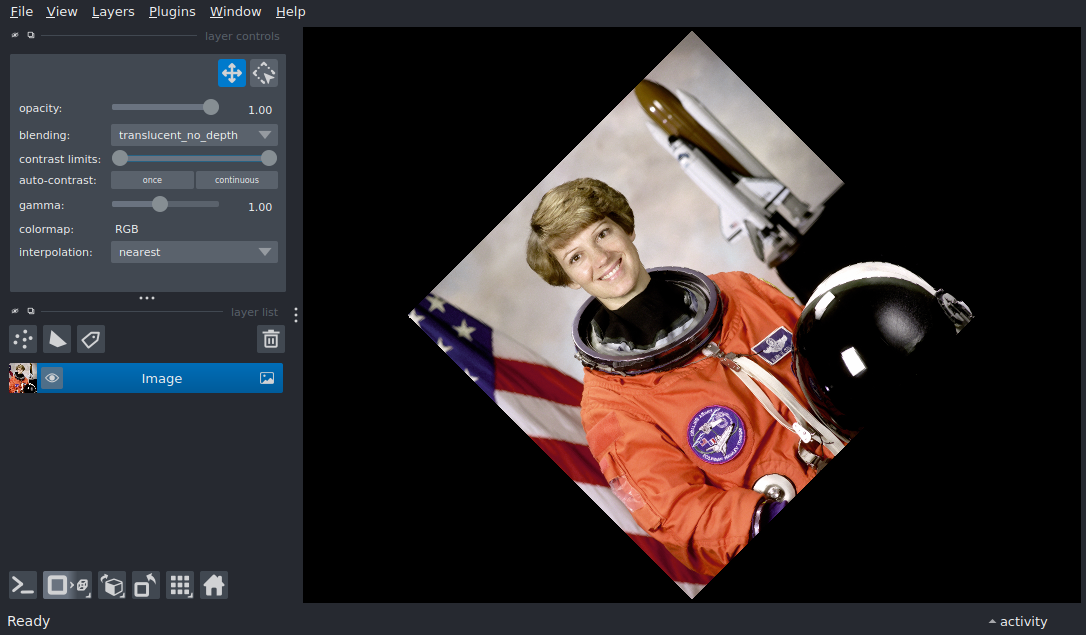 File View Layers Plugins Window Help
layer controls
opacity: 1.00
blending: translucent_no_depth
contrast limits:
auto-contrast: once continuous
gamma: 1.00
colormap: RGB
interpolation: nearest
layer list
Image
Ready
activity